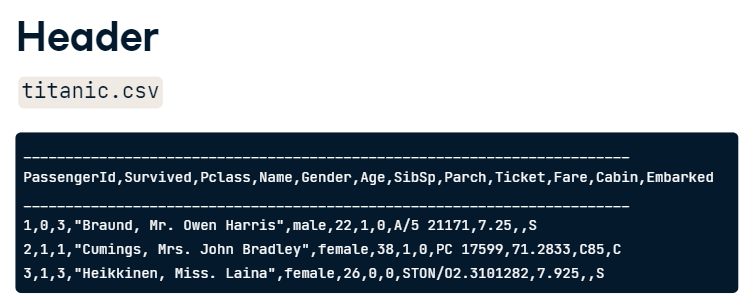 Header
titanic.csv
________________________________________________________________________
PassengerId,Survived,Pclass,Name,Gender,Age,SibSp,Parch,Ticket,Fare,Cabin,Embarked
________________________________________________________________________
1,0,3,"Braund, Mr. Owen Harris",male,22,1,0,A/5 21171,7.25,,S
2,1,1,"Cumings, Mrs. John Bradley",female,38,1,0,PC 17599,71.2833,C85,C
3,1,3,"Heikkinen, Miss. Laina",female,26,0,0,STON/O2.3101282,7.925,,S